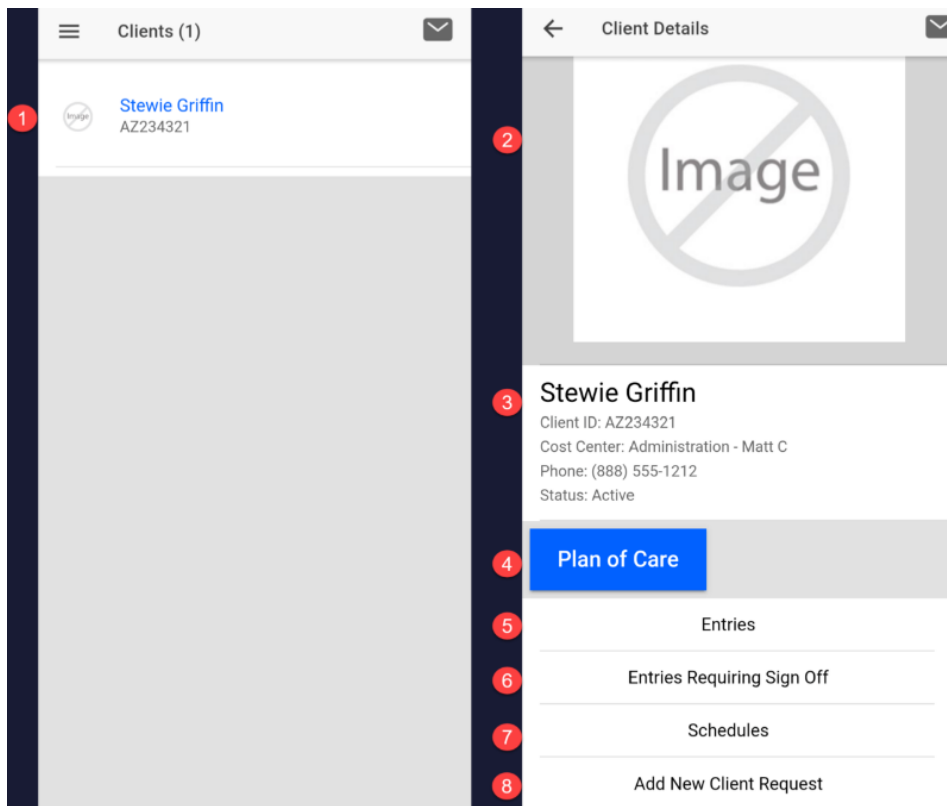 Clients (1)
1
Image
Stewie Griffin
AZ234321
Client Details
2
Image
3
Stewie Griffin
Client ID: AZ234321
Cost Center: Administration - Matt C
Phone: (888) 555-1212
Status: Active
4
Plan of Care
5
Entries
6
Entries Requiring Sign Off
7
Schedules
8
Add New Client Request